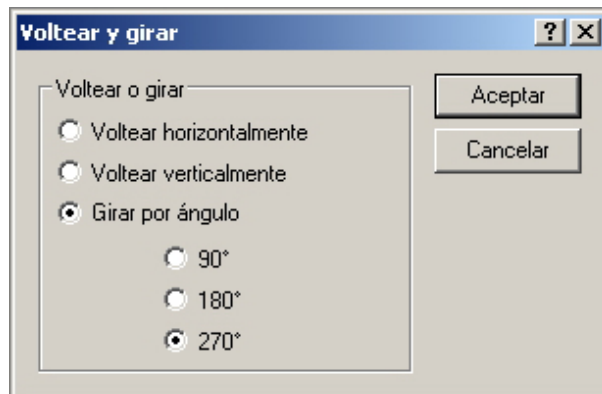 Voltear y girar
Voltear o girar
Voltear horizontalmente
Voltear verticalmente
Girar por ángulo
90°
180°
270°
Aceptar
Cancelar